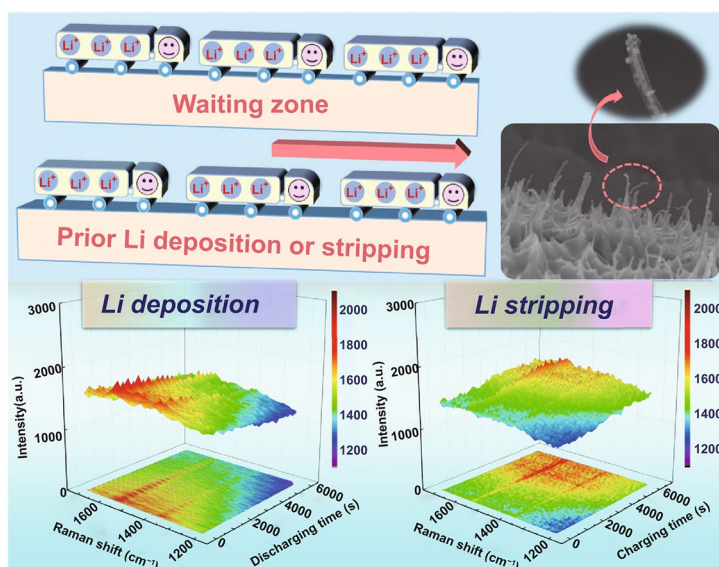 Li⁺ Li⁺ Li⁺ Li⁺ Li⁺ Li⁺ Li⁺ Li⁺ Li⁺
Waiting zone
Li⁺ Li⁺ Li⁺ Li⁺ Li⁺ Li⁺ Li⁺ Li⁺ Li⁺
Prior Li deposition or stripping
Li deposition
3000
2000
1000
0
Intensity(a.u.)
2000
1800
1600
1400
1200
1600
1400
1200
Raman shift (cm⁻¹)
0
2000
4000
6000
Discharging time (s)
Li stripping
3000
2000
1000
0
Intensity (a.u.)
2000
1800
1600
1400
1200
1600
1400
1200
Raman shift (cm⁻¹)
0
2000
4000
6000
Charging time (s)